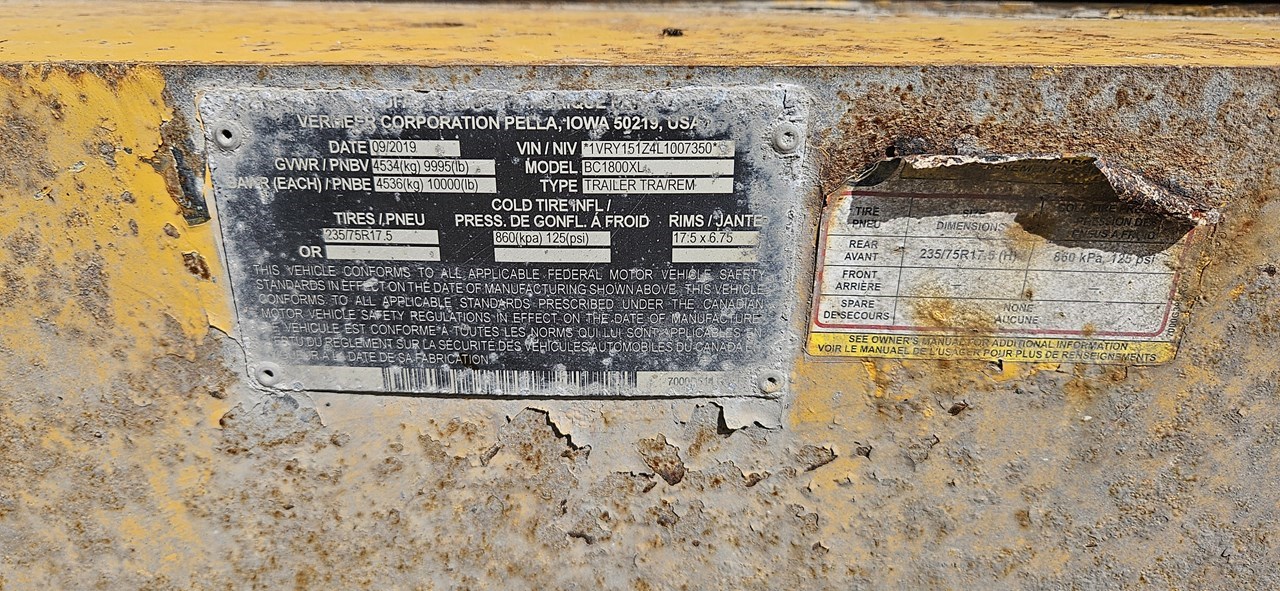 VERMEER CORPORATION PELLA, IOWA 50219, USA
DATE 09/2019 VIN / NIV *1VRY151Z4L1007350*
GVWR / PNBV 4534(kg) 9995(lb) MODEL BC1800XL
(EACH) / PNBE 4536(kg) 10000(lb) TYPE TRAILER TRA/REM
COLD TIRE INFL /
TIRES / PNEU PRESS. DE GONFL. À FROID RIMS / JANTE
235/75R17.5 860(kpa) 125(psi) 17.5 x 6.75
OR
THIS VEHICLE CONFORMS TO ALL APPLICABLE FEDERAL MOTOR VEHICLE SAFETY
STANDARDS IN EFFECT ON THE DATE OF MANUFACTURING SHOWN ABOVE. THIS VEHICLE
CONFORMS TO ALL APPLICABLE STANDARDS PRESCRIBED UNDER THE CANADIAN
MOTOR VEHICLE SAFETY REGULATIONS IN EFFECT ON THE DATE OF MANUFACTURE
VEHICULE EST CONFORME À TOUTES LES NORMS QUI LUI SONT APPLICABLES
DU RÈGLEMENT SUR LA SÉCURITÉ DES VÉHICULES AUTOMOBILES DU CANADA
À LA DATE DE SA FABRICATION
TIRE
PNEU DIMENSIONS
REAR
AVANT 235/75R17.5 (H) 860 kPa, 125 psi
FRONT
ARRIÈRE – –
SPARE
DE SECOURS NONE
AUCUNE
SEE OWNER'S MANUAL FOR ADDITIONAL INFORMATION
VOIR LE MANUAEL DE L'USAGER POUR PLUS DE RENSEIGNEMENTS